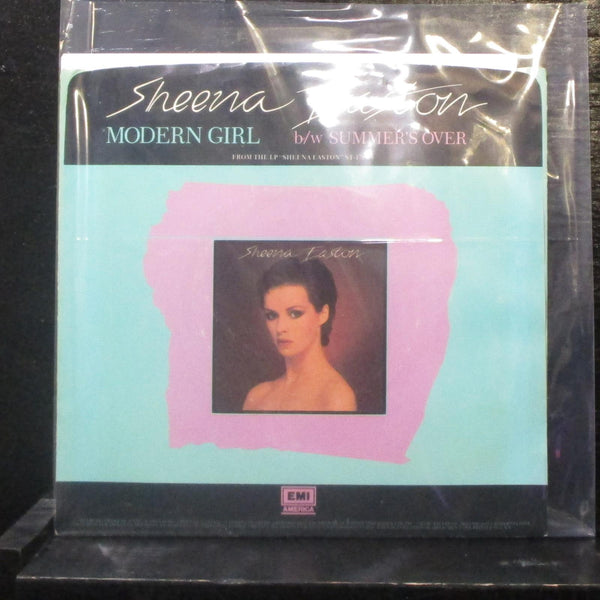 Sheena Easton
MODERN GIRL b/w SUMMER'S OVER
FROM THE LP "SHEENA EASTON"
Sheena Easton
EMI
AMERICA